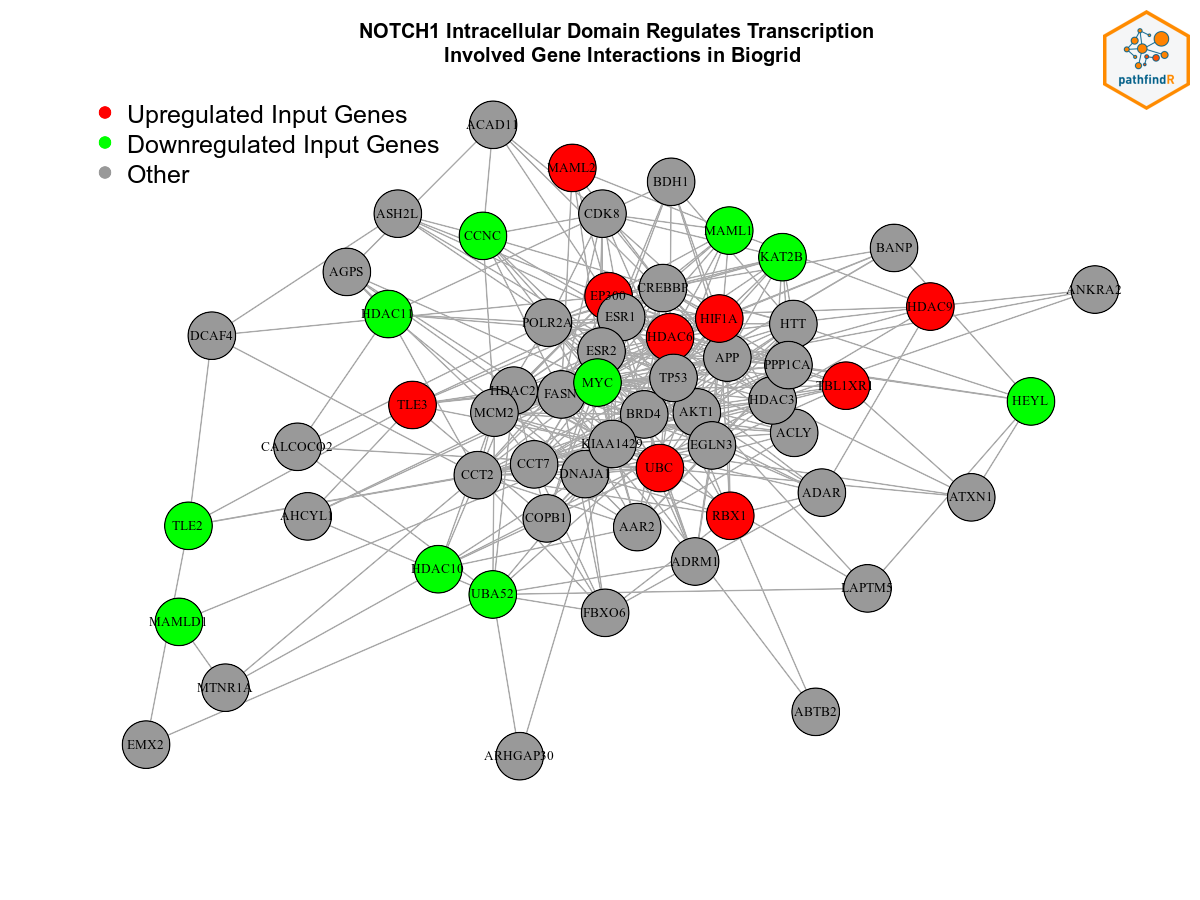 NOTCH1 Intracellular Domain Regulates Transcription
Involved Gene Interactions in Biogrid
pathfindR
Upregulated Input Genes
Downregulated Input Genes
Other
ACAD11
MAML2
BDH1
ASH2L
CDK8
CCNC
MAML1
KAT2B
BANP
AGPS
CREBBP
ANKRA2
EP300
HDAC9
HDAC11
ESR1
HIF1A
POLR2A
HTT
DCAF4
HDAC6
ESR2
APP
PPP1CA
TP53
MYC
TBL1XR1
HDAC2
FASN
HEYL
HDAC3
TLE3
MCM2
BRD4
AKT1
ACLY
CALCOCO2
KIAA1429
EGLN3
CCT7
UBC
CCT2
DNAJA1
ADAR
ATXN1
AHCYL1
COPB1
RBX1
TLE2
AAR2
ADRM1
HDAC10
LAPTM5
UBA52
FBXO6
MAMLD1
MTNR1A
ABTB2
EMX2
ARHGAP30